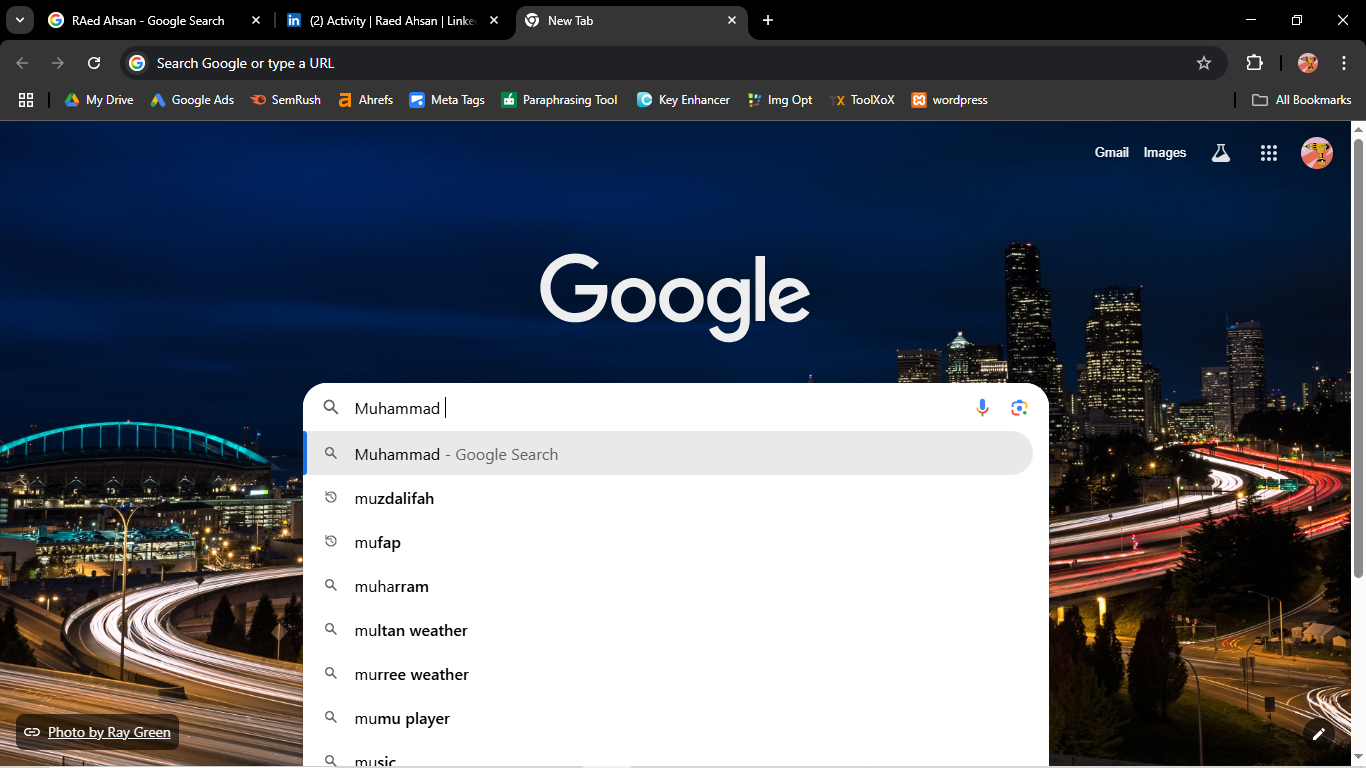 RAed Ahsan - Google Search
(2) Activity | Raed Ahsan | Linke
New Tab
Search Google or type a URL
My Drive
Google Ads
SemRush
Ahrefs
Meta Tags
Paraphrasing Tool
Key Enhancer
Img Opt
ToolXoX
wordpress
All Bookmarks
Gmail
Images
Google
Muhammad
Muhammad - Google Search
muzdalifah
mufap
muharram
multan weather
murree weather
mumu player
music
Photo by Ray Green